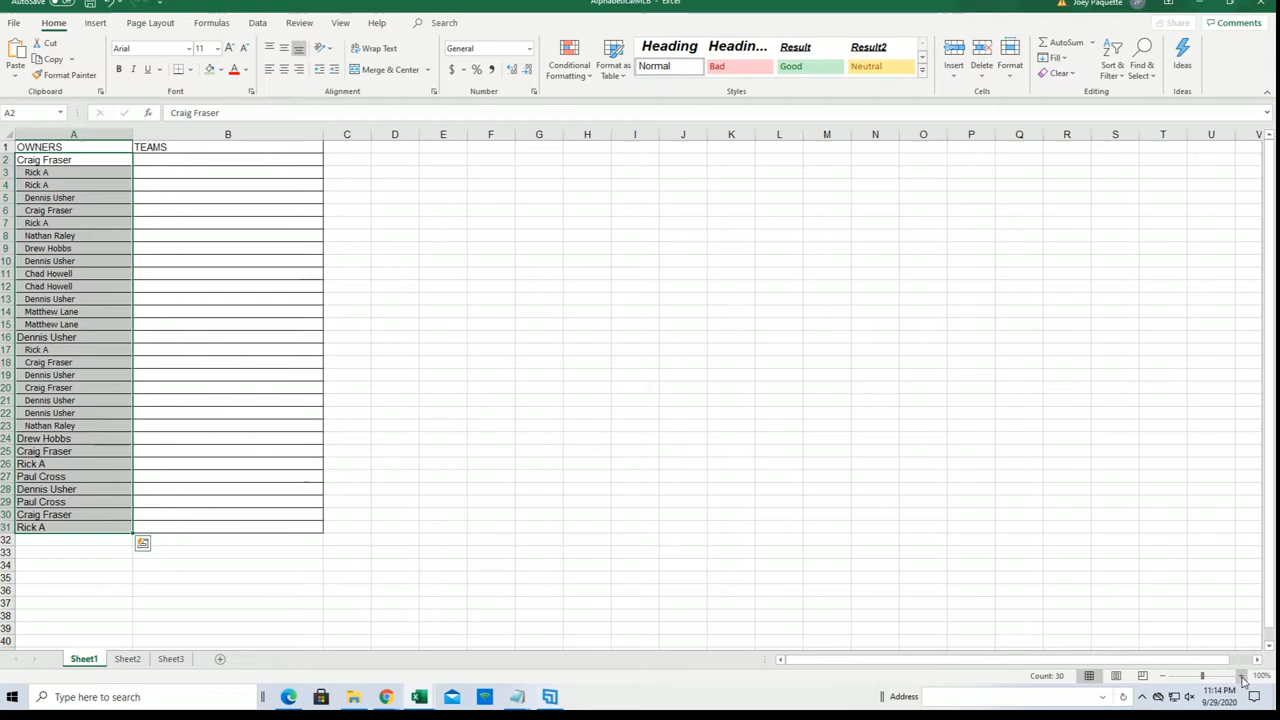 AutoSave Off AlphabeticalMLB - Excel Joey Paquette JP
File Home Insert Page Layout Formulas Data Review View Help Search Share Comments
Paste Cut Copy Format Painter Clipboard
Arial 11 A A B I U A Font
Wrap Text Merge & Center Alignment
General $ % Number
Conditional Formatting Format as Table
Heading Headin... Result Result2
Normal Bad Good Neutral
Styles
Insert Delete Format Cells
AutoSum Fill Clear Sort & Filter Find & Select Editing
Ideas Ideas
A2 fx Craig Fraser
A B C D E F G H I J K L M N O P Q R S T U V
1 OWNERS TEAMS
2 Craig Fraser
3 Rick A
4 Rick A
5 Dennis Usher
6 Craig Fraser
7 Rick A
8 Nathan Raley
9 Drew Hobbs
10 Dennis Usher
11 Chad Howell
12 Chad Howell
13 Dennis Usher
14 Matthew Lane
15 Matthew Lane
16 Dennis Usher
17 Rick A
18 Craig Fraser
19 Dennis Usher
20 Craig Fraser
21 Dennis Usher
22 Dennis Usher
23 Nathan Raley
24 Drew Hobbs
25 Craig Fraser
26 Rick A
27 Paul Cross
28 Dennis Usher
29 Paul Cross
30 Craig Fraser
31 Rick A
32
33
34
35
36
37
38
39
40
Sheet1 Sheet2 Sheet3
Count: 30 100%
Type here to search Address 11:14 PM
9/29/2020